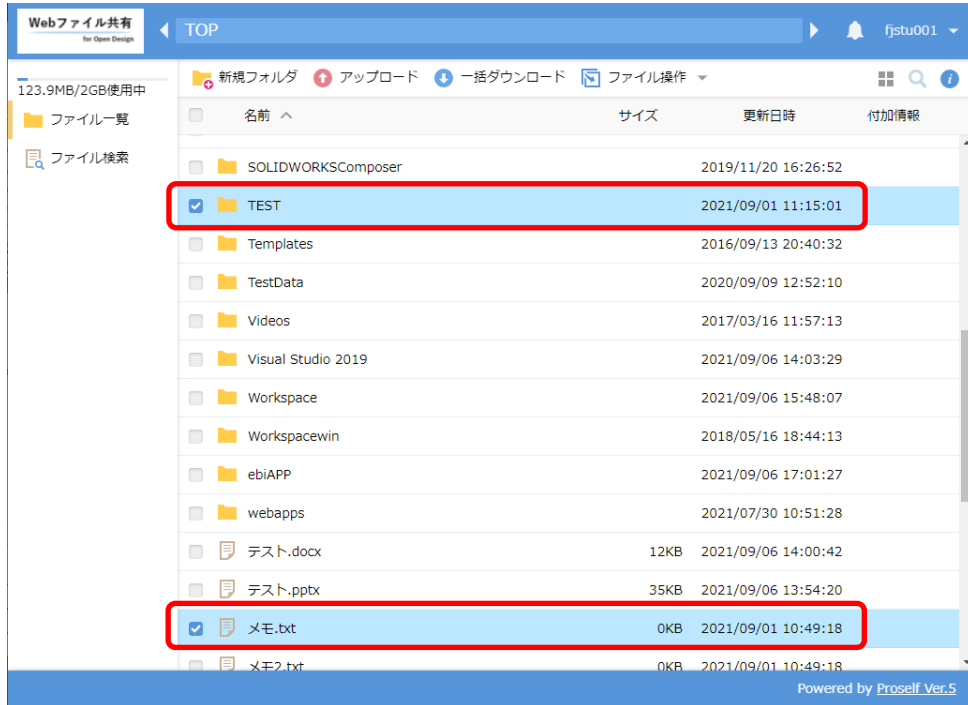 Webファイル共有
for Open Design
TOP
fjstu001
123.9MB/2GB使用中
ファイル一覧
ファイル検索
新規フォルダ アップロード 一括ダウンロード ファイル操作
名前 サイズ 更新日時 付加情報
SOLIDWORKSComposer 2019/11/20 16:26:52
TEST 2021/09/01 11:15:01
Templates 2016/09/13 20:40:32
TestData 2020/09/09 12:52:10
Videos 2017/03/16 11:57:13
Visual Studio 2019 2021/09/06 14:03:29
Workspace 2021/09/06 15:48:07
Workspacewin 2018/05/16 18:44:13
ebiAPP 2021/09/06 17:01:27
webapps 2021/07/30 10:51:28
テスト.docx 12KB 2021/09/06 14:00:42
テスト.pptx 35KB 2021/09/06 13:54:20
メモ.txt 0KB 2021/09/01 10:49:18
メモ2.txt 0KB 2021/09/01 10:49:18
Powered by Proself Ver.5